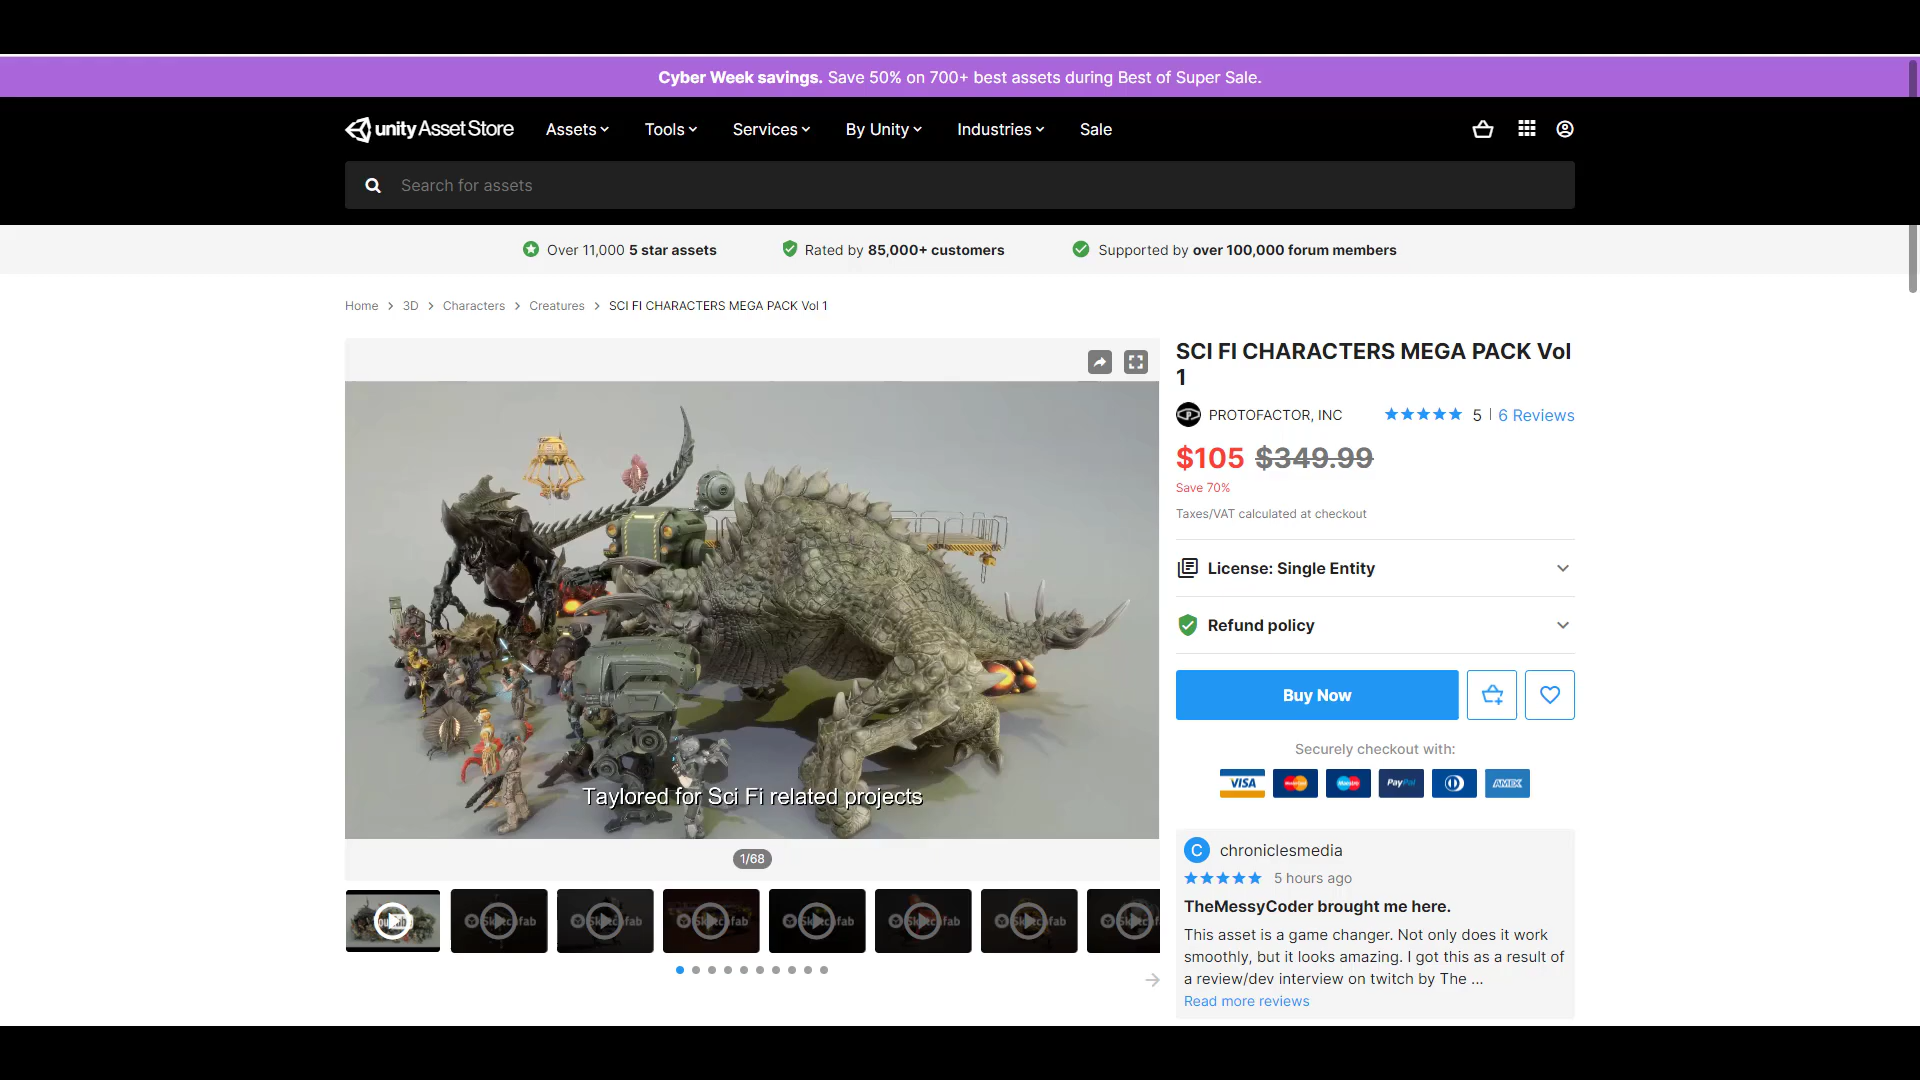 Cyber Week savings. Save 50% on 700+ best assets during Best of Super Sale.
unity Asset Store
Assets
Tools
Services
By Unity
Industries
Sale
Search for assets
Over 11,000 5 star assets
Rated by 85,000+ customers
Supported by over 100,000 forum members
Home
3D
Characters
Creatures
SCI FI CHARACTERS MEGA PACK Vol 1
Taylored for Sci Fi related projects
1/68
SCI FI CHARACTERS MEGA PACK Vol
1
PROTOFACTOR, INC
5 | 6 Reviews
$105 $349.99
Save 70%
Taxes/VAT calculated at checkout
License: Single Entity
Refund policy
Buy Now
Securely checkout with:
VISA
PayPal
AMEX
C chroniclesmedia
5 hours ago
TheMessyCoder brought me here.
This asset is a game changer. Not only does it work
smoothly, but it looks amazing. I got this as a result of
a review/dev interview on twitch by The ...
Read more reviews